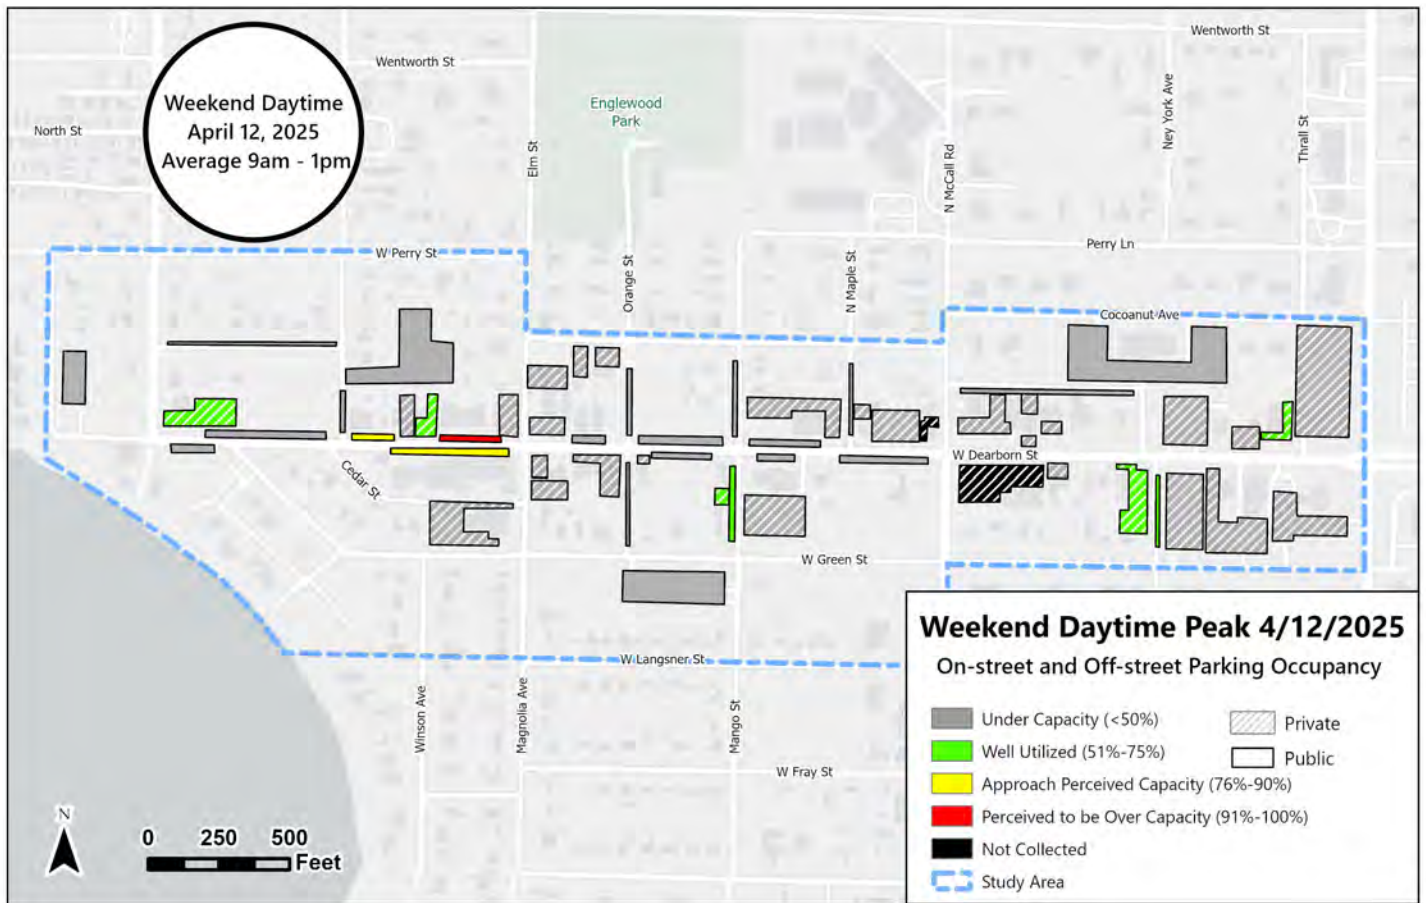 Weekend Daytime
April 12, 2025
Average 9am - 1pm
Wentworth St
Wentworth St
North St
Englewood
Park
Elm St
N McCall Rd
Ney York Ave
Thrall St
W Perry St
Perry Ln
Orange St
N Maple St
Cocoanut Ave
Cedar St
W Dearborn St
W Green St
W Langsner St
Winson Ave
Magnolia Ave
Mango St
W Fray St
N
0 250 500
Feet
Weekend Daytime Peak 4/12/2025
On-street and Off-street Parking Occupancy
Under Capacity (<50%)
Private
Well Utilized (51%-75%)
Public
Approach Perceived Capacity (76%-90%)
Perceived to be Over Capacity (91%-100%)
Not Collected
Study Area